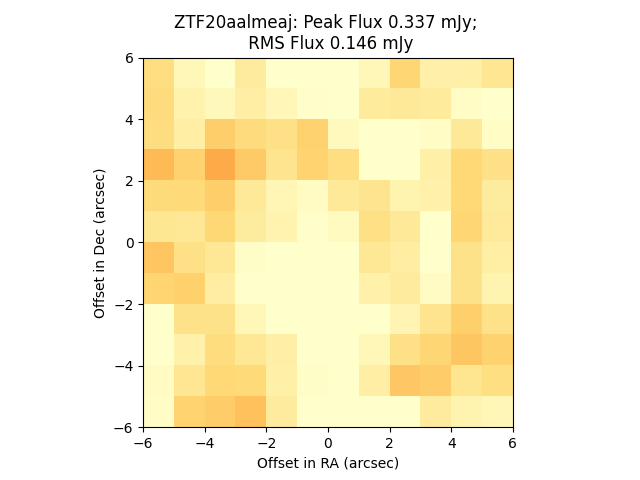 ZTF20aalmeaj: Peak Flux 0.337 mJy;
RMS Flux 0.146 mJy
6
4
2
0
−2
−4
−6
Offset in Dec (arcsec)
−6 −4 −2 0 2 4 6
Offset in RA (arcsec)